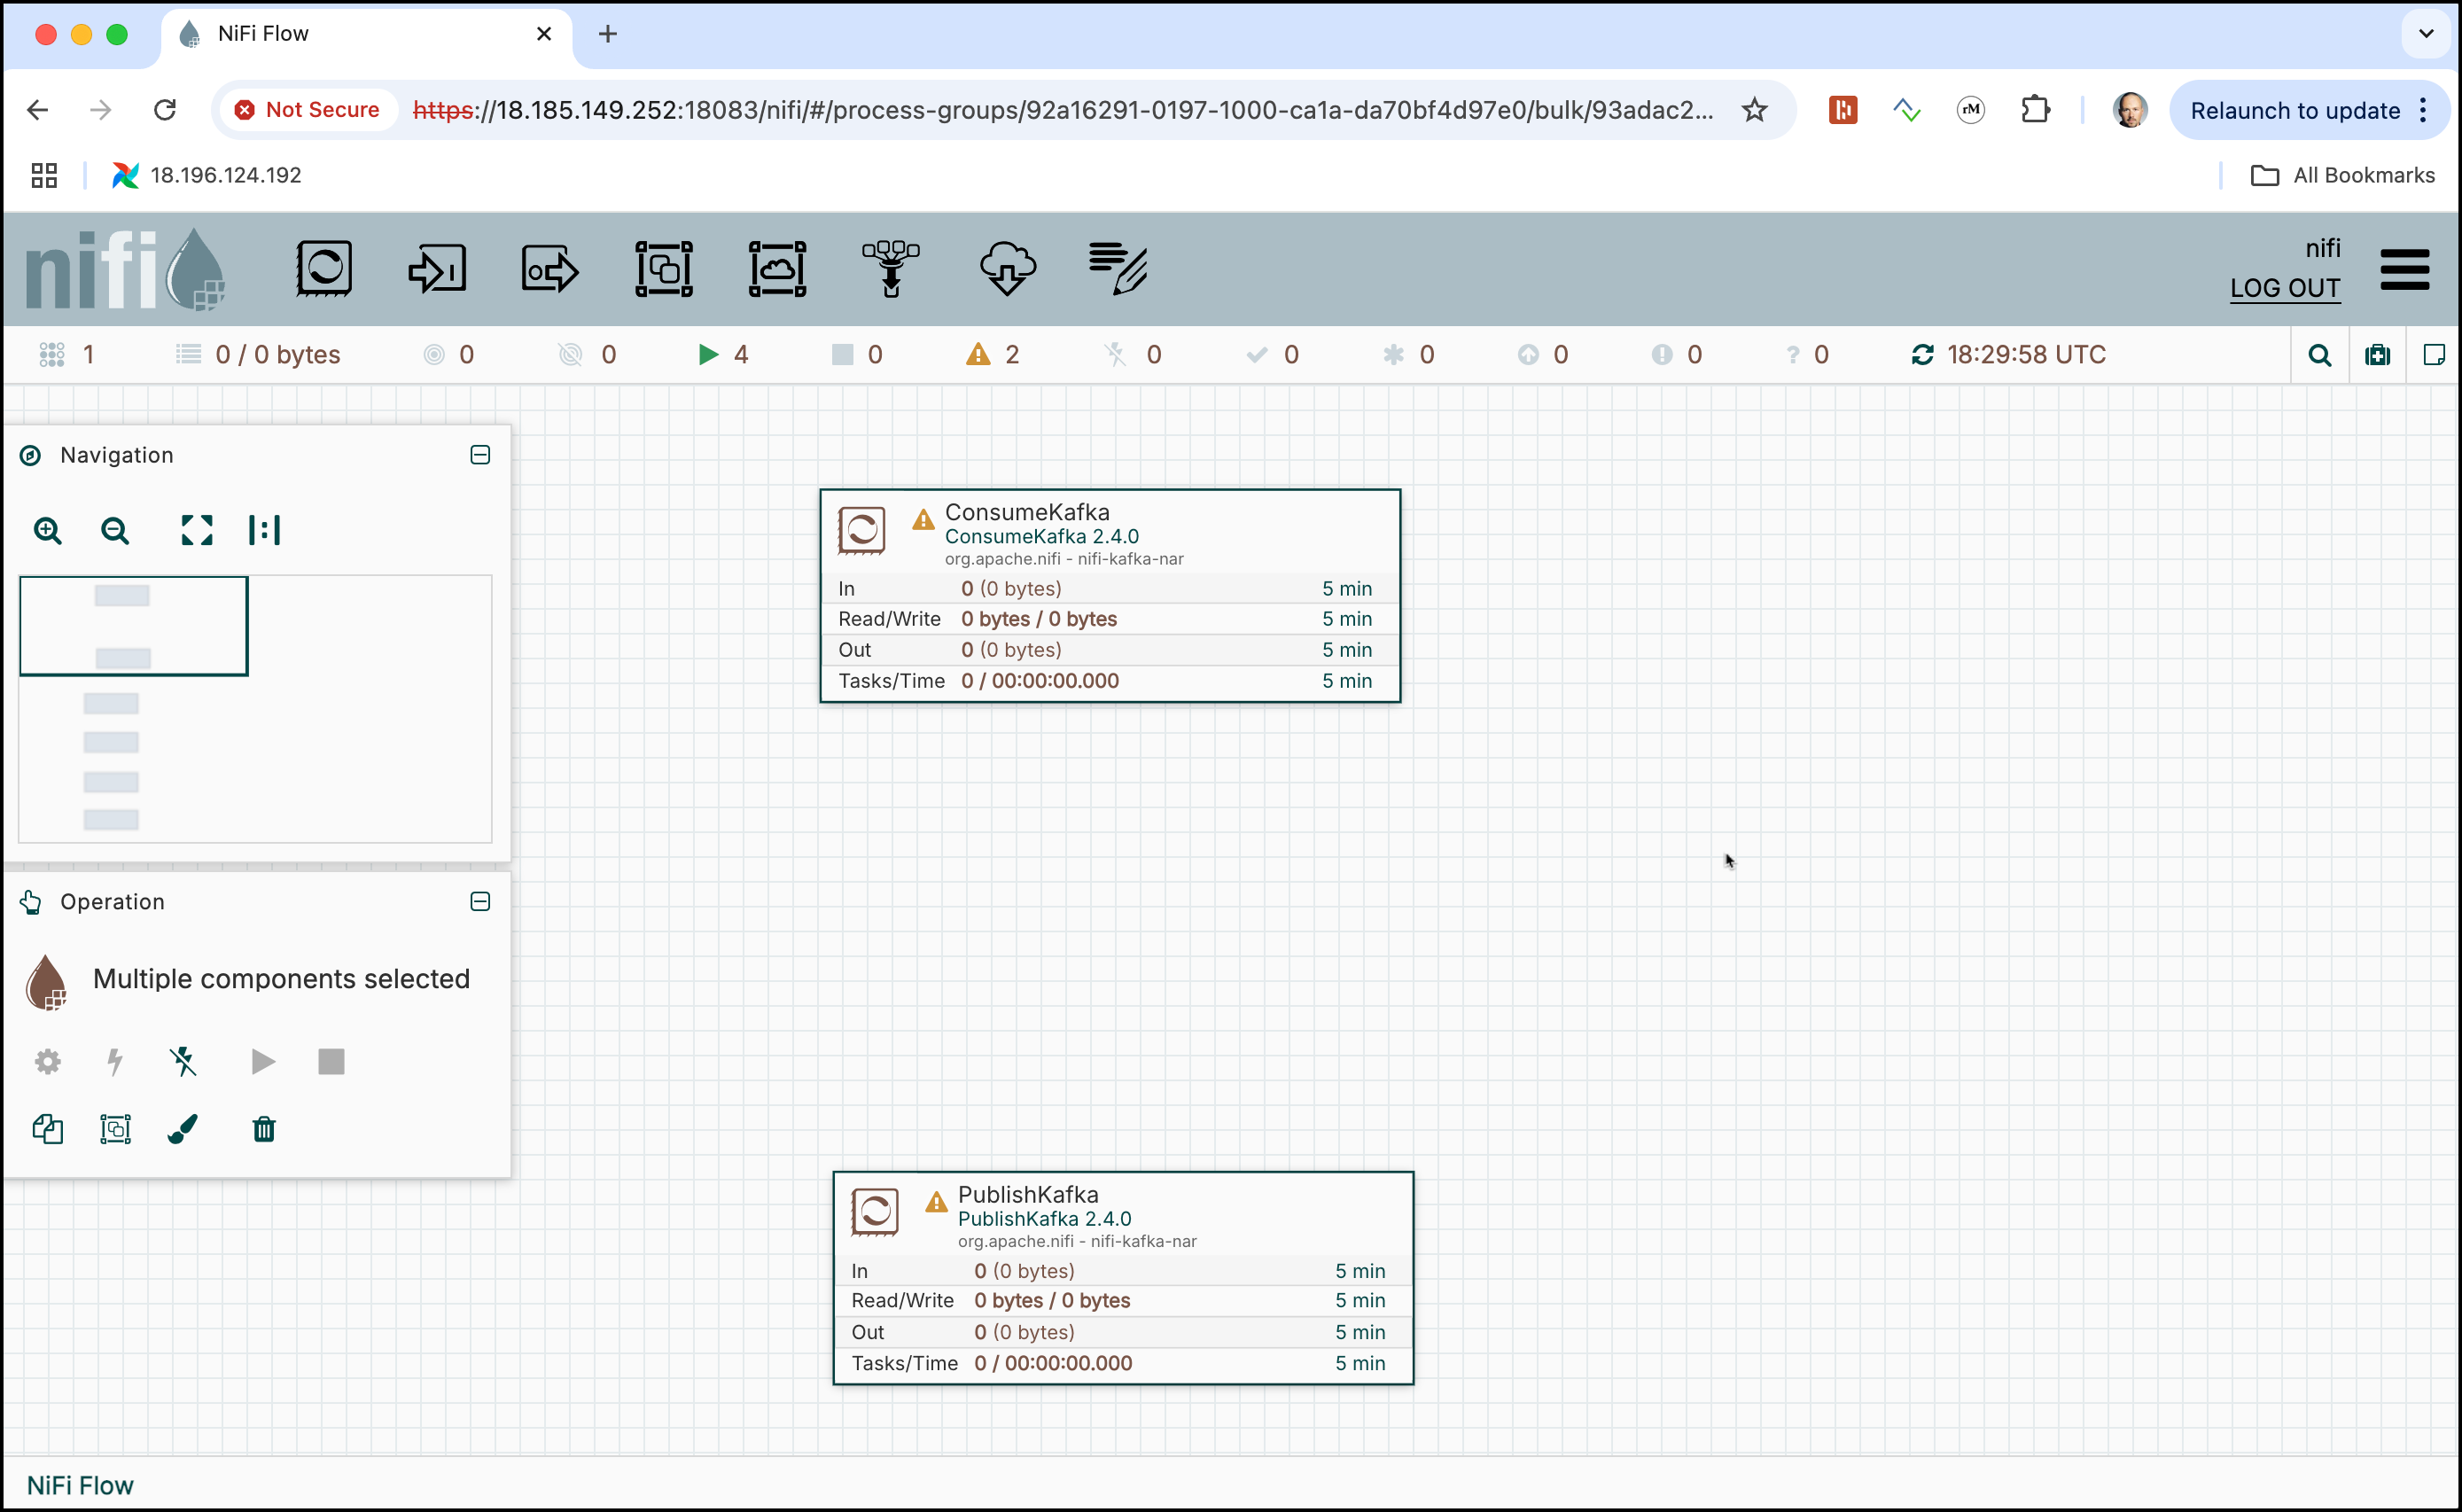 NiFi Flow
Not Secure https://18.185.149.252:18083/nifi/#/process-groups/92a16291-0197-1000-ca1a-da70bf4d97e0/bulk/93adac2...
rM
Relaunch to update
18.196.124.192
All Bookmarks
nifi
nifi
LOG OUT
1 0 / 0 bytes 0 0 4 0 2 0 0 0 0 0 0 18:29:58 UTC
Navigation
Operation
Multiple components selected
ConsumeKafka
ConsumeKafka 2.4.0
org.apache.nifi - nifi-kafka-nar
In 0 (0 bytes) 5 min
Read/Write 0 bytes / 0 bytes 5 min
Out 0 (0 bytes) 5 min
Tasks/Time 0 / 00:00:00.000 5 min
PublishKafka
PublishKafka 2.4.0
org.apache.nifi - nifi-kafka-nar
In 0 (0 bytes) 5 min
Read/Write 0 bytes / 0 bytes 5 min
Out 0 (0 bytes) 5 min
Tasks/Time 0 / 00:00:00.000 5 min
NiFi Flow